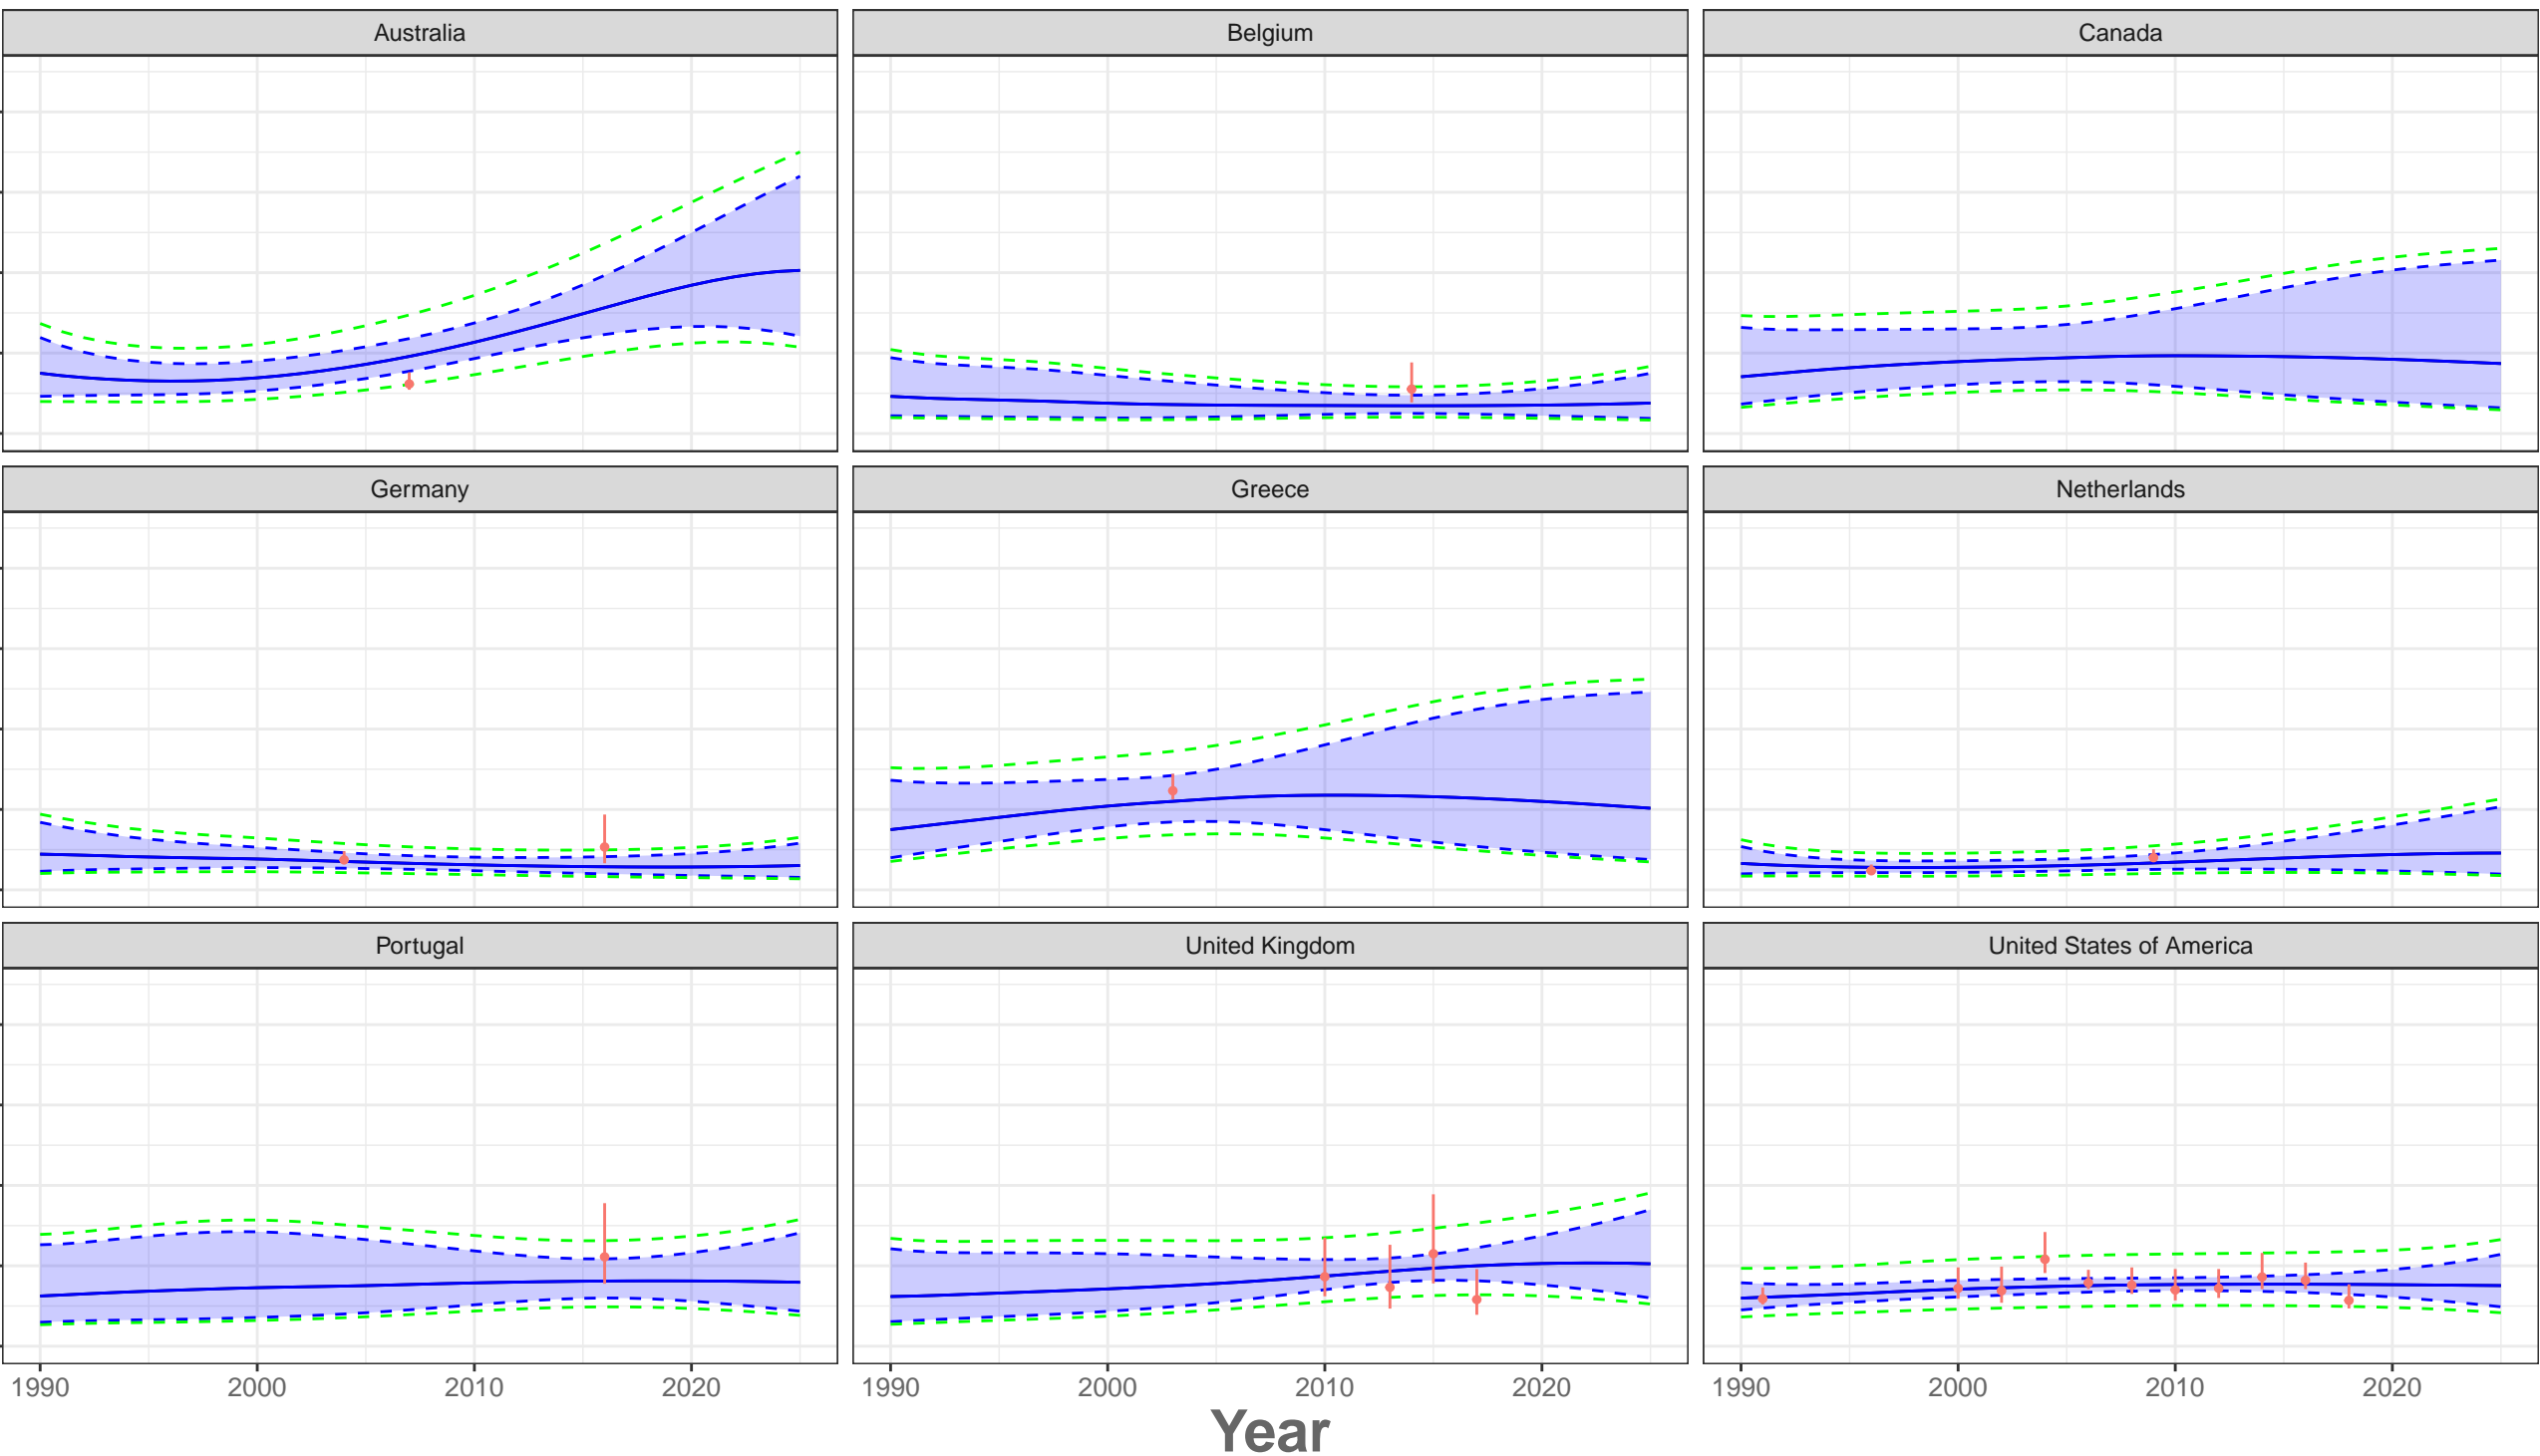 Australia Belgium Canada
Germany Greece Netherlands
Portugal United Kingdom United States of America
1990 2000 2010 2020 1990 2000 2010 2020 1990 2000 2010 2020
Year